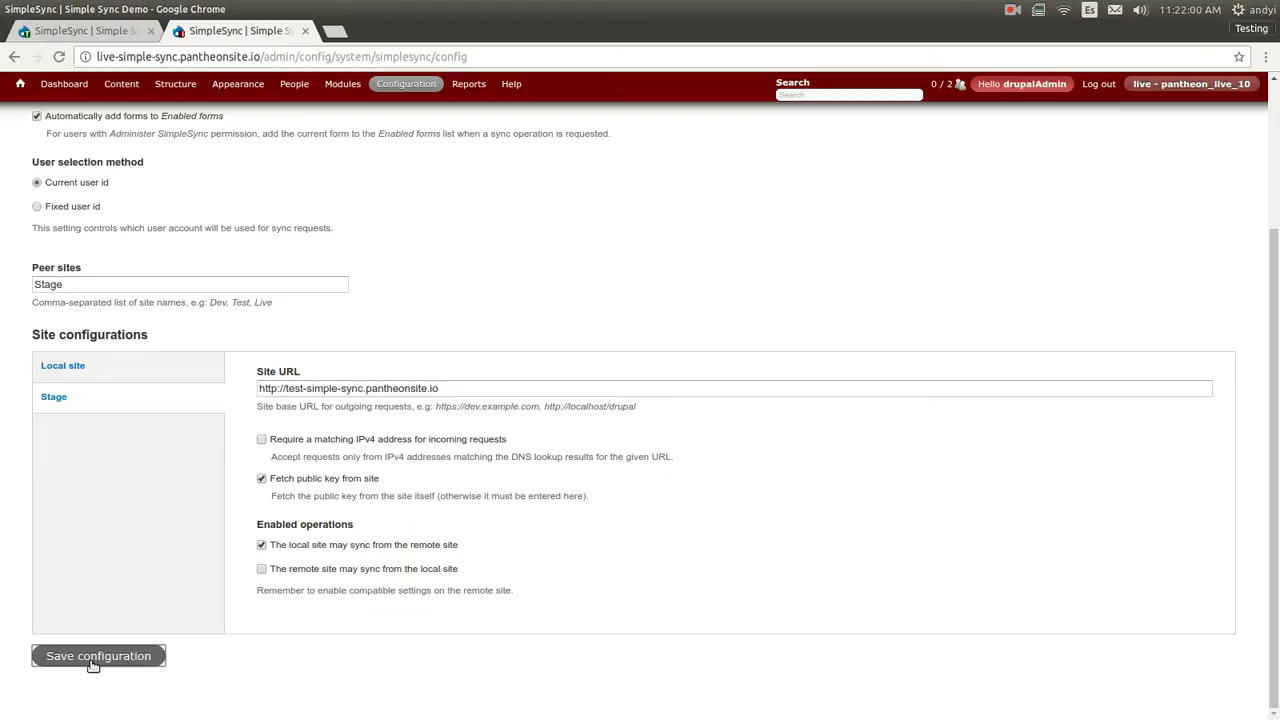 SimpleSync | Simple Sync Demo - Google Chrome
Es
11:22:00 AM
andyi
SimpleSync | Simple S
SimpleSync | Simple S
Testing
live-simple-sync.pantheonsite.io/admin/config/system/simplesync/config
Dashboard Content Structure Appearance People Modules Configuration Reports Help
Search
Search
0 / 2
Hello drupalAdmin
Log out
live - pantheon_live_10
Automatically add forms to Enabled forms
For users with Administer SimpleSync permission, add the current form to the Enabled forms list when a sync operation is requested.
User selection method
Current user id
Fixed user id
This setting controls which user account will be used for sync requests.
Peer sites
Stage
Comma-separated list of site names, e.g: Dev, Test, Live
Site configurations
Local site
Stage
Site URL
http://test-simple-sync.pantheonsite.io
Site base URL for outgoing requests, e.g: https://dev.example.com, http://localhost/drupal
Require a matching IPv4 address for incoming requests
Accept requests only from IPv4 addresses matching the DNS lookup results for the given URL.
Fetch public key from site
Fetch the public key from the site itself (otherwise it must be entered here).
Enabled operations
The local site may sync from the remote site
The remote site may sync from the local site
Remember to enable compatible settings on the remote site.
Save configuration